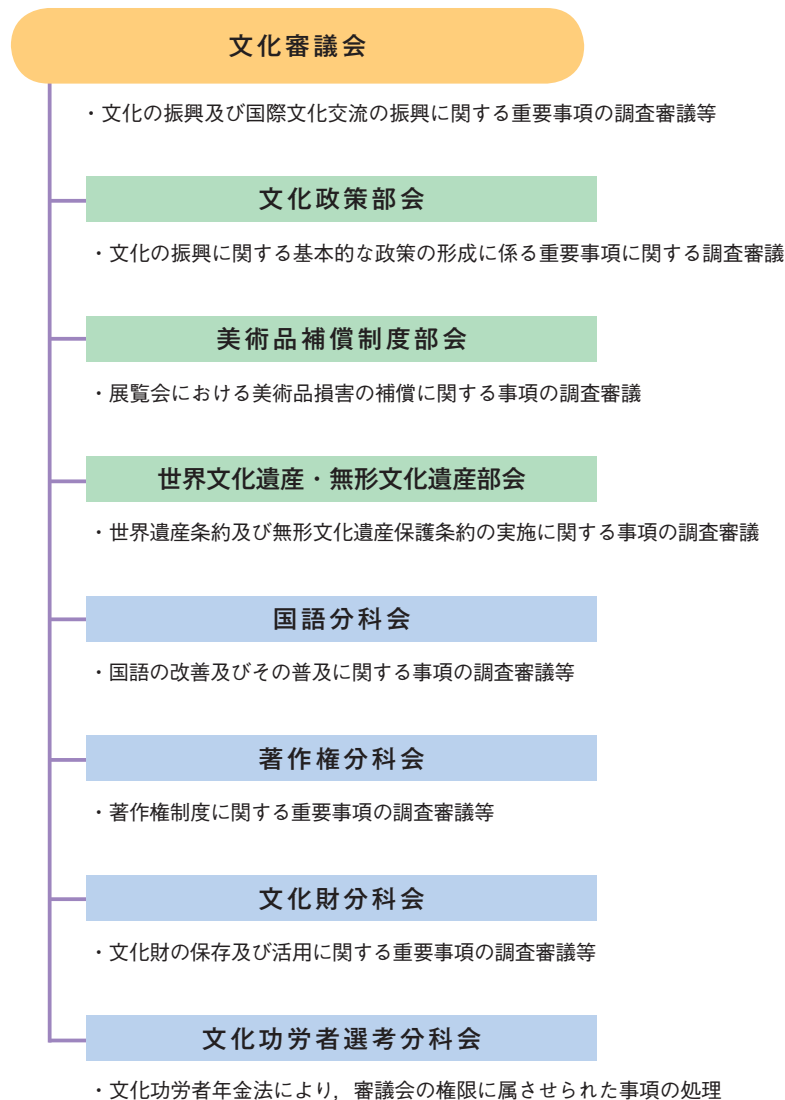 文化審議会
・文化の振興及び国際文化交流の振興に関する重要事項の調査審議等
文化政策部会
・文化の振興に関する基本的な政策の形成に係る重要事項に関する調査審議
美術品補償制度部会
・展覧会における美術品損害の補償に関する事項の調査審議
世界文化遺産・無形文化遺産部会
・世界遺産条約及び無形文化遺産保護条約の実施に関する事項の調査審議
国語分科会
・国語の改善及びその普及に関する事項の調査審議等
著作権分科会
・著作権制度に関する重要事項の調査審議等
文化財分科会
・文化財の保存及び活用に関する重要事項の調査審議等
文化功労者選考分科会
・文化功労者年金法により，審議会の権限に属させられた事項の処理